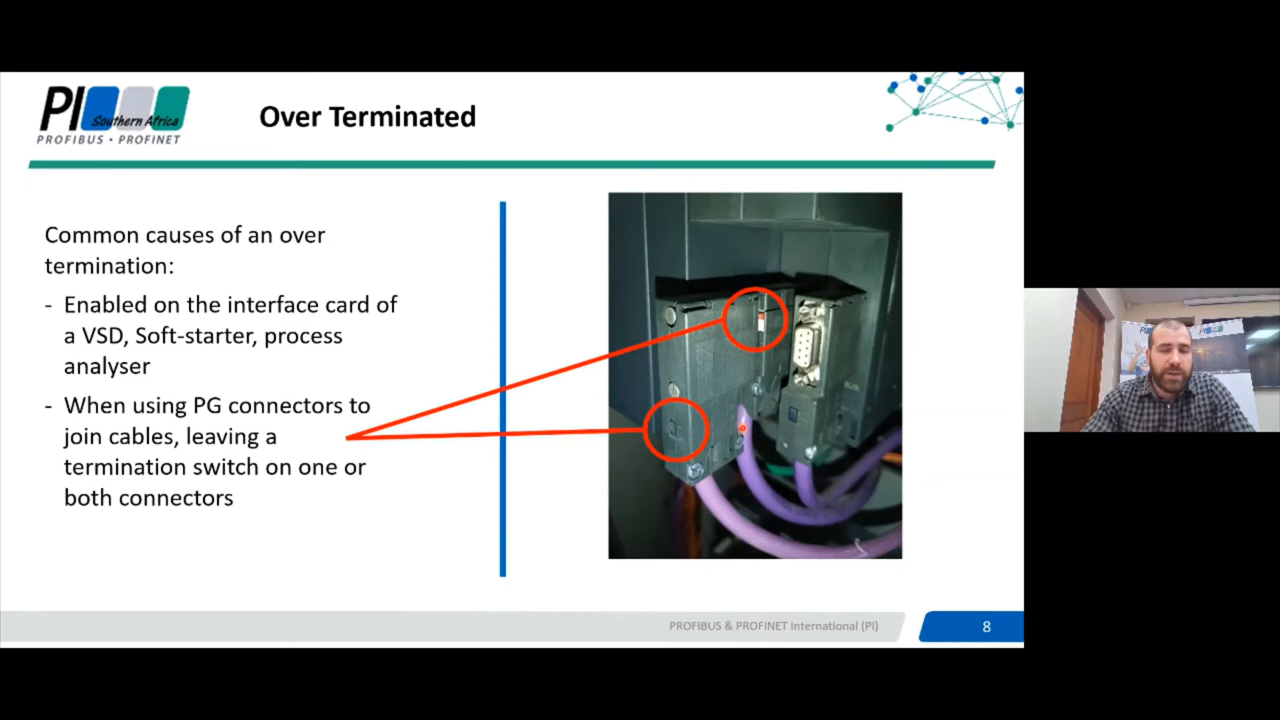 PI
Southern Africa
PROFIBUS • PROFINET
Over Terminated
Common causes of an over
termination:
- Enabled on the interface card of
a VSD, Soft-starter, process
analyser
- When using PG connectors to
join cables, leaving a
termination switch on one or
both connectors
PROFIBUS & PROFINET International (PI)
8